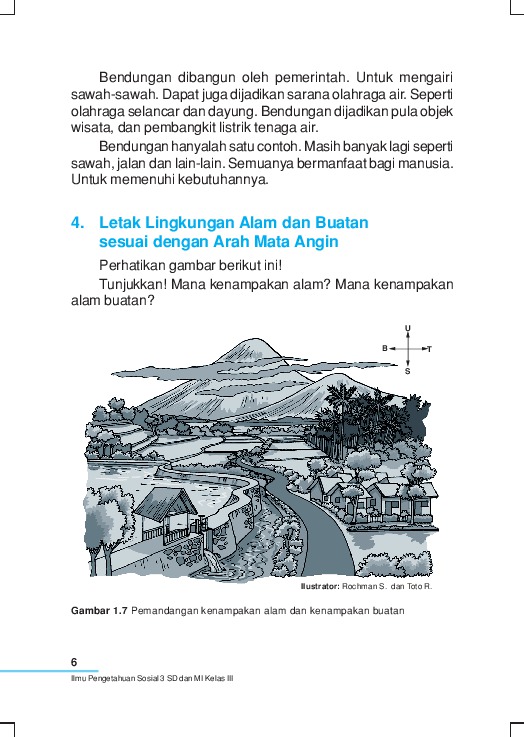 Bendungan dibangun oleh pemerintah. Untuk mengairi
sawah-sawah. Dapat juga dijadikan sarana olahraga air. Seperti
olahraga selancar dan dayung. Bendungan dijadikan pula objek
wisata, dan pembangkit listrik tenaga air.
Bendungan hanyalah satu contoh. Masih banyak lagi seperti
sawah, jalan dan lain-lain. Semuanya bermanfaat bagi manusia.
Untuk memenuhi kebutuhannya.
4. Letak Lingkungan Alam dan Buatan
sesuai dengan Arah Mata Angin
Perhatikan gambar berikut ini!
Tunjukkan! Mana kenampakan alam? Mana kenampakan
alam buatan?
U
B T
S
Ilustrator: Rochman S. dan Toto R.
Gambar 1.7 Pemandangan kenampakan alam dan kenampakan buatan
6
Ilmu Pengetahuan Sosial 3 SD dan MI Kelas III